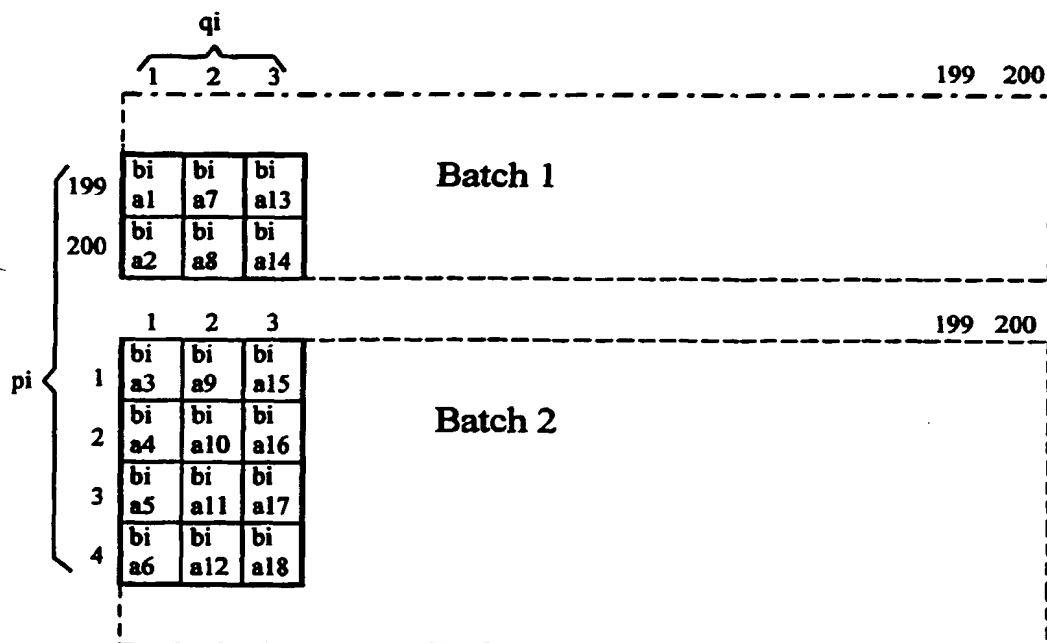 qi
1 2 3 199 200
Batch 1
199 bi bi bi
a1 a7 a13
200 bi bi bi
a2 a8 a14
1 2 3 199 200
pi
1 bi bi bi
a3 a9 a15
Batch 2
2 bi bi bi
a4 a10 a16
3 bi bi bi
a5 a11 a17
4 bi bi bi
a6 a12 a18